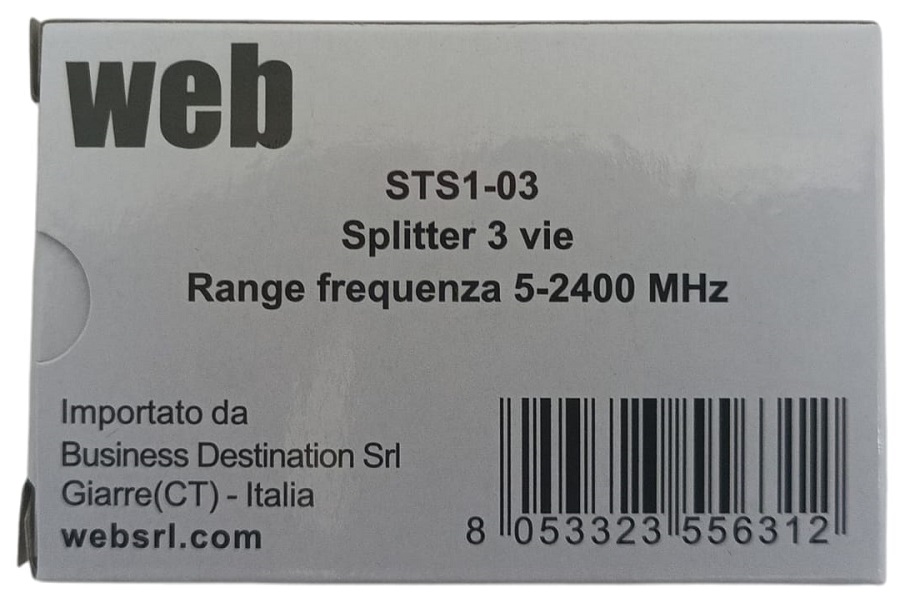 web
STS1-03
Splitter 3 vie
Range frequenza 5-2400 MHz
Importato da
Business Destination Srl
Giarre(CT) - Italia
websrl.com
8 053323 556312